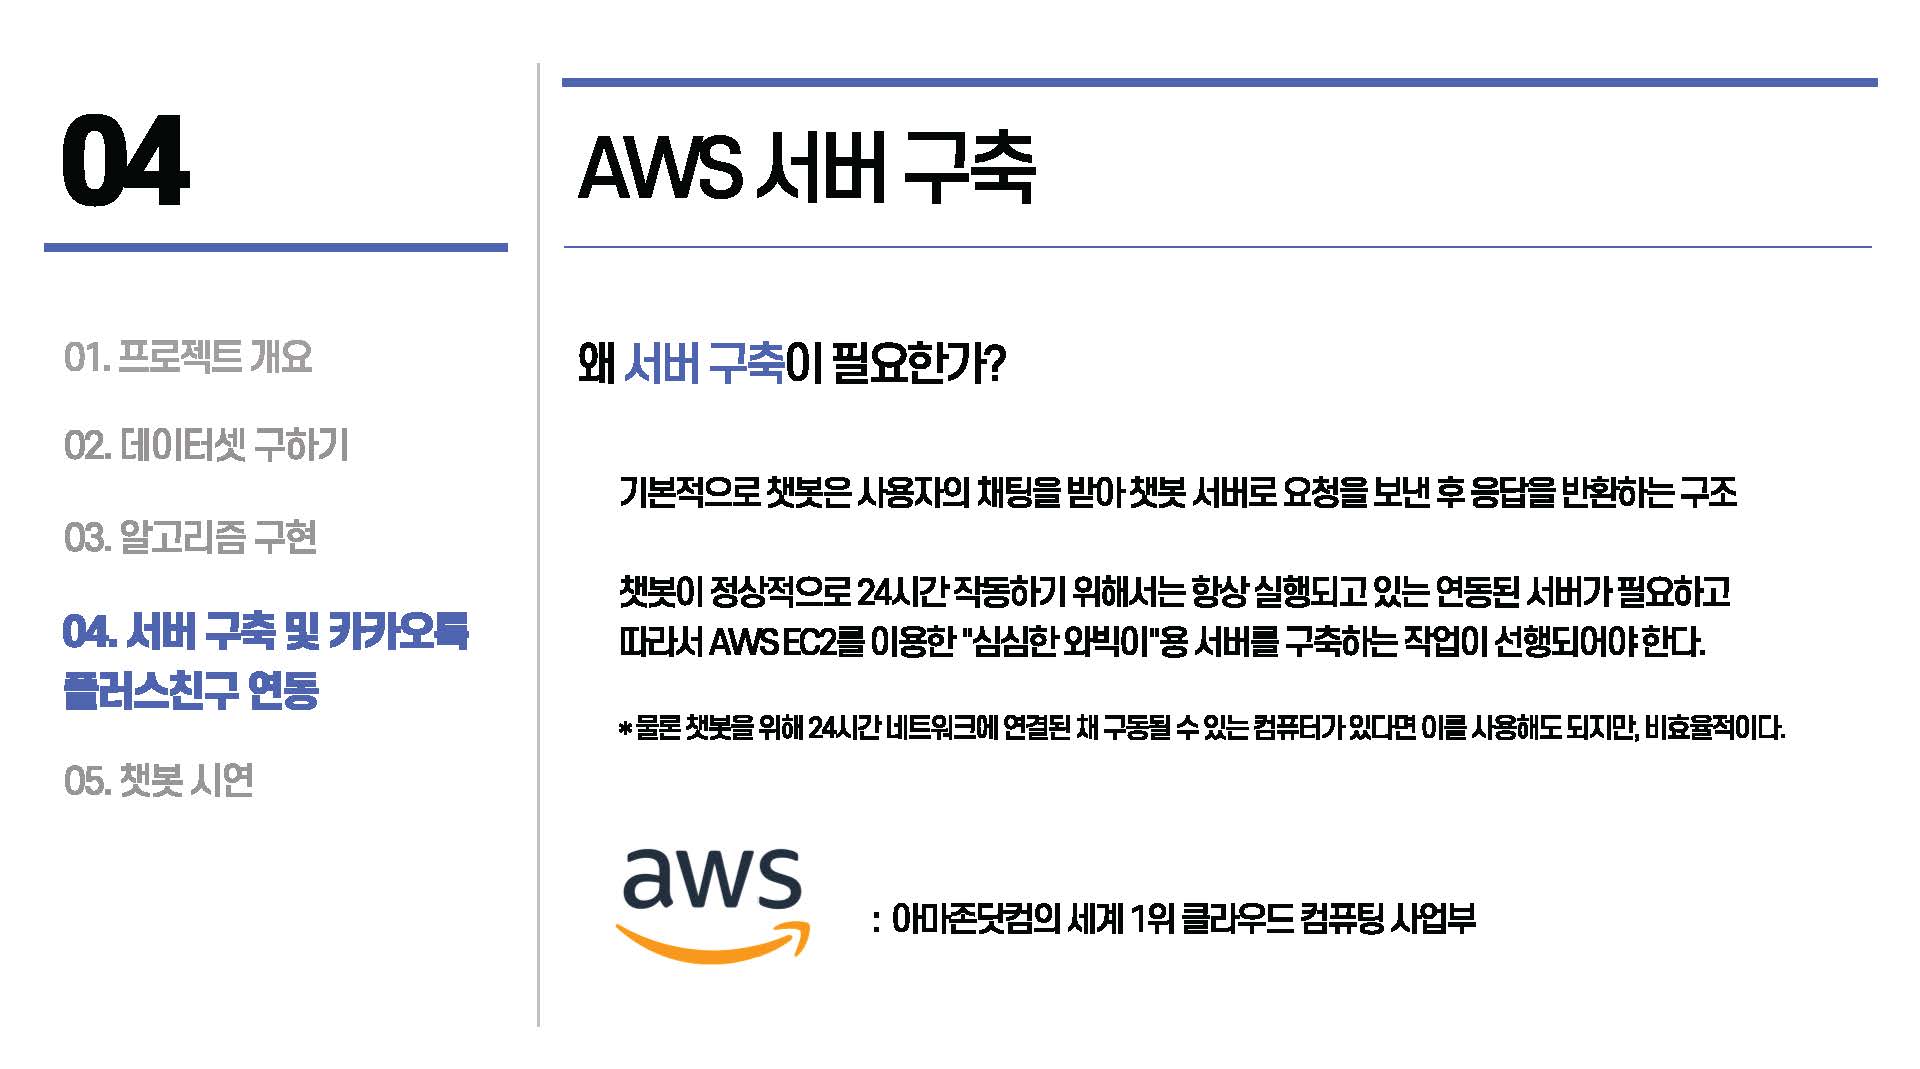 04
01. 프로젝트 개요
02. 데이터셋 구하기
03. 알고리즘 구현
04. 서버 구축 및 카카오톡
플러스친구 연동
05. 챗봇 시연
AWS 서버 구축
왜 서버 구축이 필요한가?
기본적으로 챗봇은 사용자의 채팅을 받아 챗봇 서버로 요청을 보낸 후 응답을 반환하는 구조
챗봇이 정상적으로 24시간 작동하기 위해서는 항상 실행되고 있는 연동된 서버가 필요하고
따라서 AWS EC2를 이용한 "심심한 와빅이"용 서버를 구축하는 작업이 선행되어야 한다.
* 물론 챗봇을 위해 24시간 네트워크에 연결된 채 구동될 수 있는 컴퓨터가 있다면 이를 사용해도 되지만, 비효율적이다.
aws
: 아마존닷컴의 세계 1위 클라우드 컴퓨팅 사업부